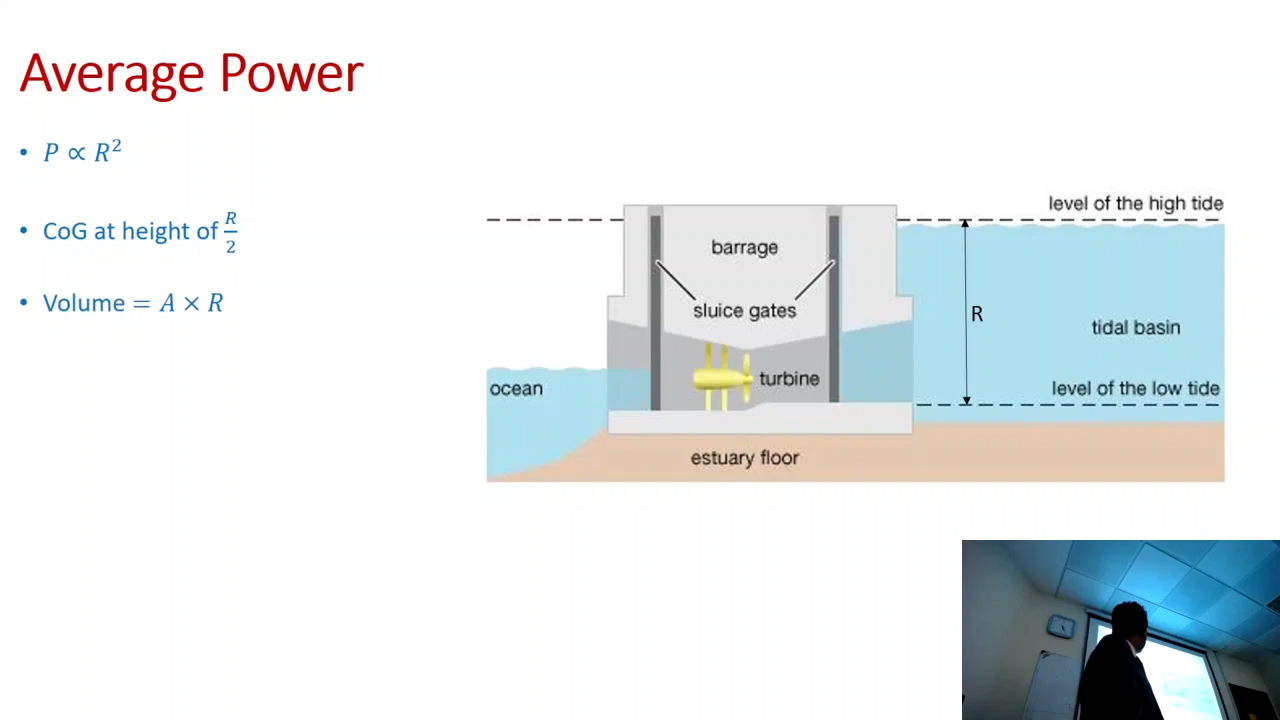 Average Power
• P ∝ R²
• CoG at height of R/2
• Volume = A × R
level of the high tide
barrage
sluice gates
R
tidal basin
ocean
turbine
level of the low tide
estuary floor